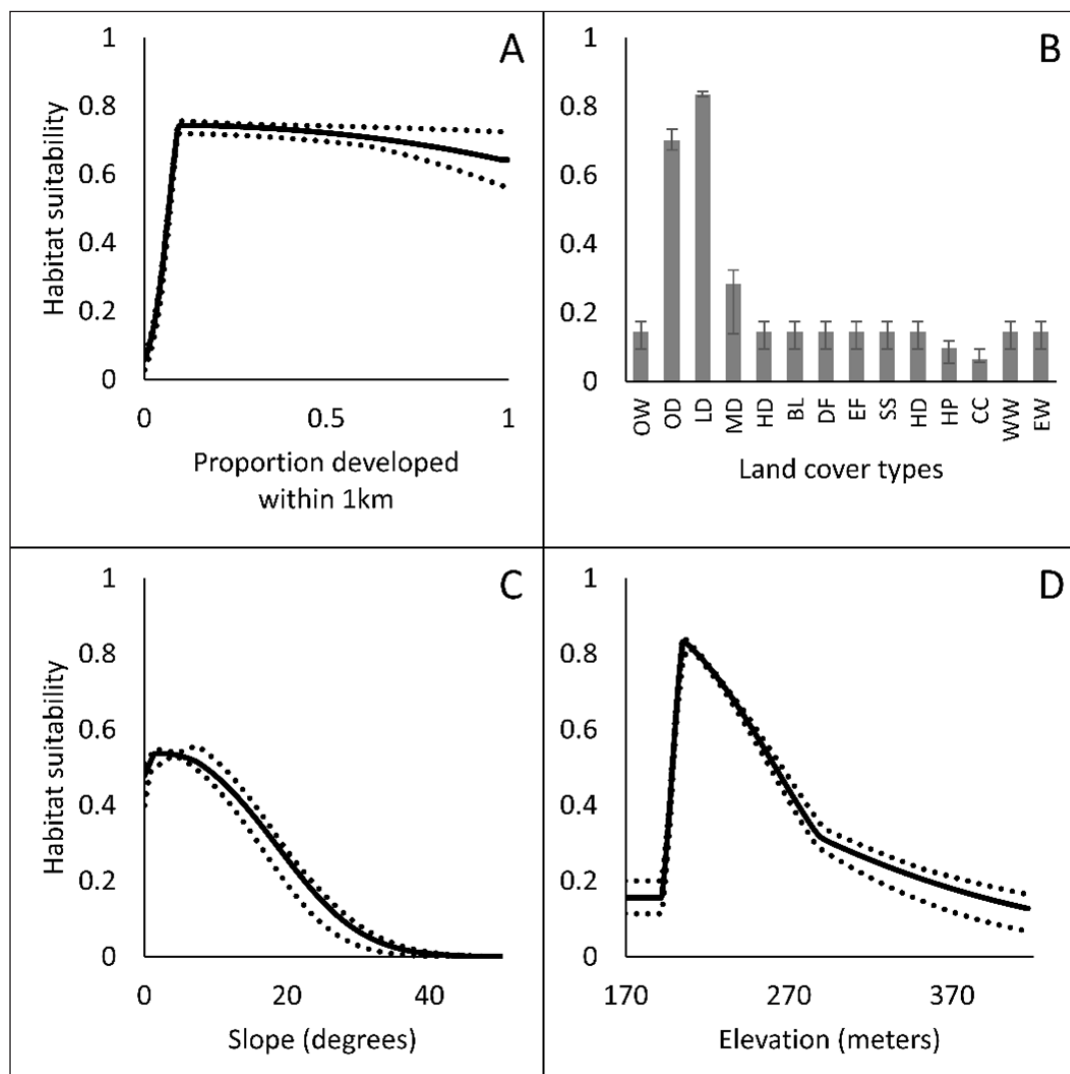 A
1
0.8
0.6
0.4
0.2
0
Habitat suitability
0 0.5 1
Proportion developed
within 1km
B
1
0.8
0.6
0.4
0.2
0
OW OD LD MD HD BL DF EF SS HD HP CC WW EW
Land cover types
C
1
0.8
0.6
0.4
0.2
0
Habitat suitability
0 20 40
Slope (degrees)
D
1
0.8
0.6
0.4
0.2
0
170 270 370
Elevation (meters)